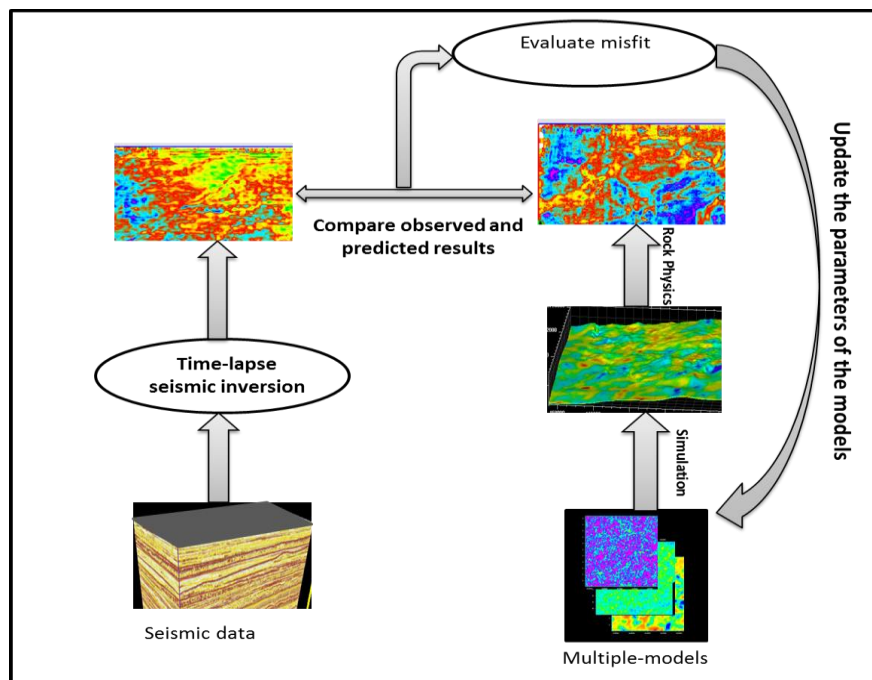 Evaluate misfit
Compare observed and
predicted results
Rock Physics
Update the parameters of the models
Time-lapse
seismic inversion
Simulation
Seismic data
Multiple-models